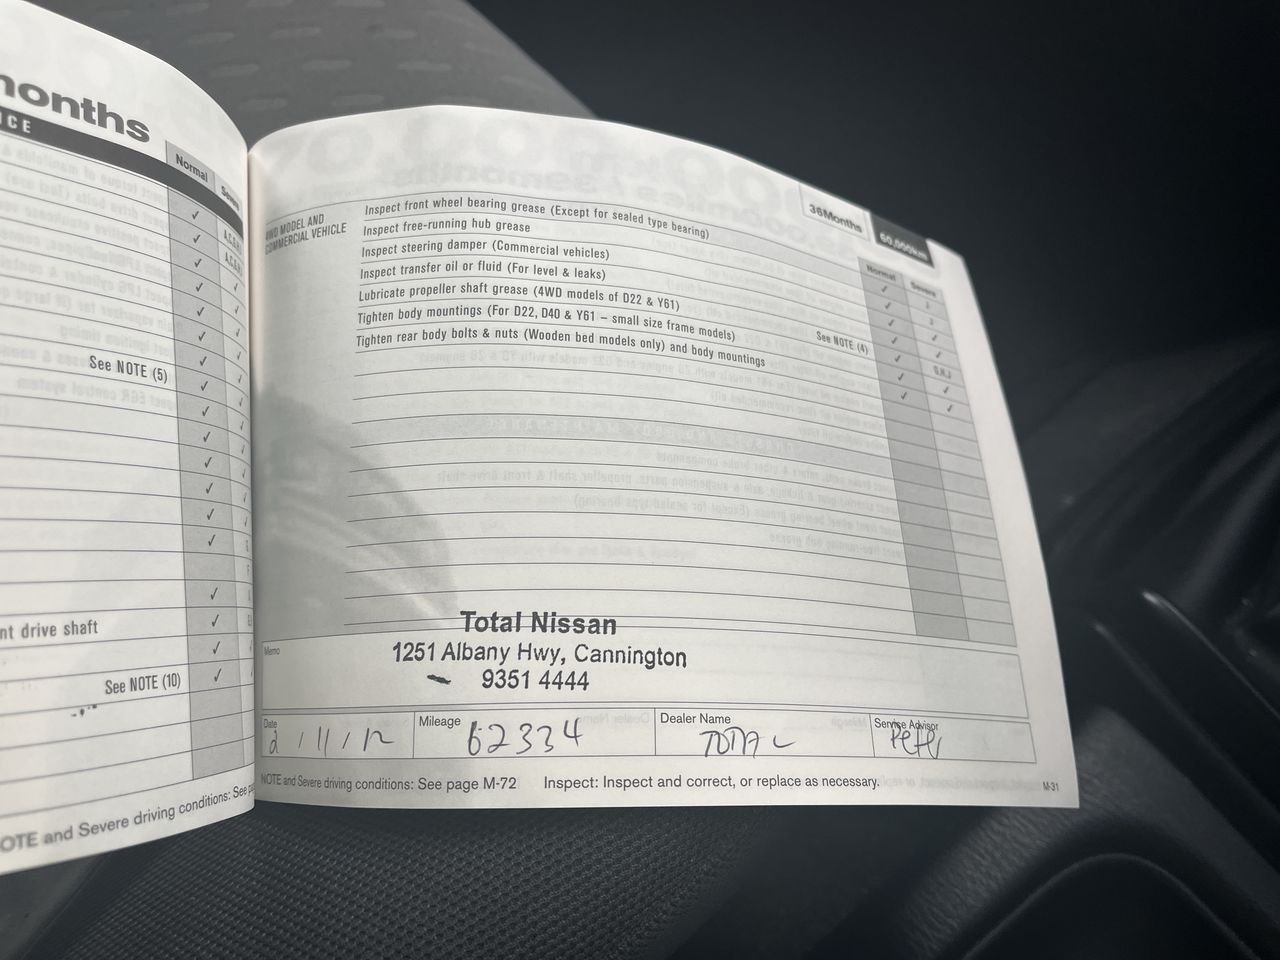 months
ICE
Normal
See NOTE (5)
nt drive shaft
See NOTE (10)
NOTE and Severe driving conditions: See
36Months
60,000km
Normal
Severe
4WD MODEL AND
COMMERCIAL VEHICLE
Inspect front wheel bearing grease (Except for sealed type bearing)
Inspect free-running hub grease
Inspect steering damper (Commercial vehicles)
Inspect transfer oil or fluid (For level & leaks)
Lubricate propeller shaft grease (4WD models of D22 & Y61)
Tighten body mountings (For D22, D40 & Y61 – small size frame models) See NOTE (4)
Tighten rear body bolts & nuts (Wooden bed models only) and body mountings
Total Nissan
1251 Albany Hwy, Cannington
9351 4444
Memo
Date 2 / 11 / 12
Mileage 62334
Dealer Name TOTAL
Service Advisor Peter
NOTE and Severe driving conditions: See page M-72 Inspect: Inspect and correct, or replace as necessary.
M-31